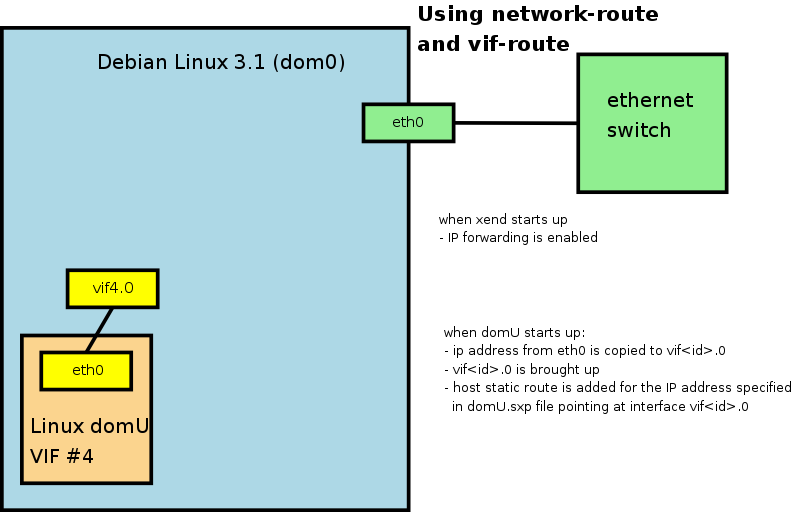 Using network-route
and vif-route
Debian Linux 3.1 (dom0)
eth0
ethernet
switch
when xend starts up
- IP forwarding is enabled
vif4.0
eth0
Linux domU
VIF #4
when domU starts up:
- ip address from eth0 is copied to vif<id>.0
- vif<id>.0 is brought up
- host static route is added for the IP address specified
in domU.sxp file pointing at interface vif<id>.0